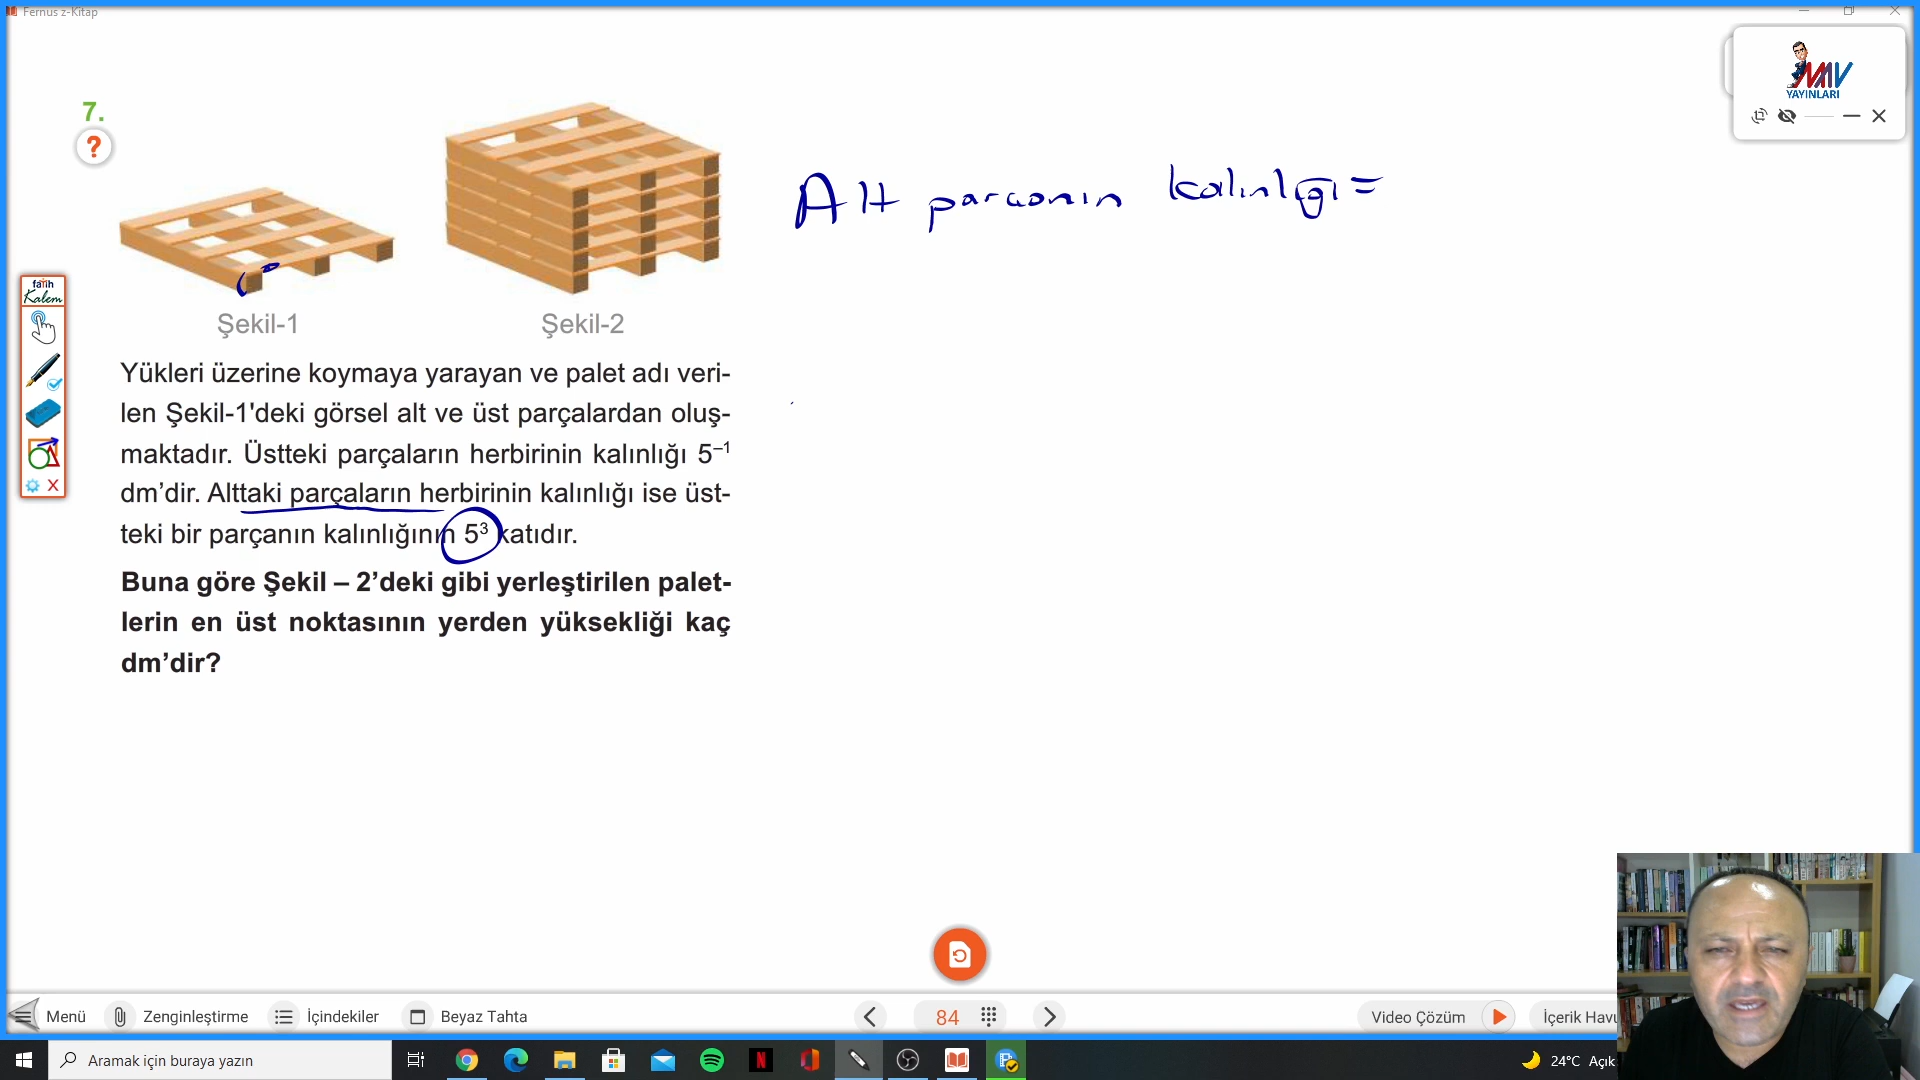 Fernus z-Kitap
MAV
YAYINLARI
7.
?
Alt parçanın kalınlığı =
fatih
Kalem
Şekil-1
Şekil-2
Yükleri üzerine koymaya yarayan ve palet adı veri-
len Şekil-1'deki görsel alt ve üst parçalardan oluş-
maktadır. Üstteki parçaların herbirinin kalınlığı 5⁻¹
dm’dir. Alttaki parçaların herbirinin kalınlığı ise üst-
teki bir parçanın kalınlığının 5³ katıdır.
Buna göre Şekil – 2’deki gibi yerleştirilen palet-
lerin en üst noktasının yerden yüksekliği kaç
dm’dir?
Menü
Zenginleştirme
İçindekiler
Beyaz Tahta
84
Video Çözüm
İçerik Havu
Aramak için buraya yazın
24°C Açık